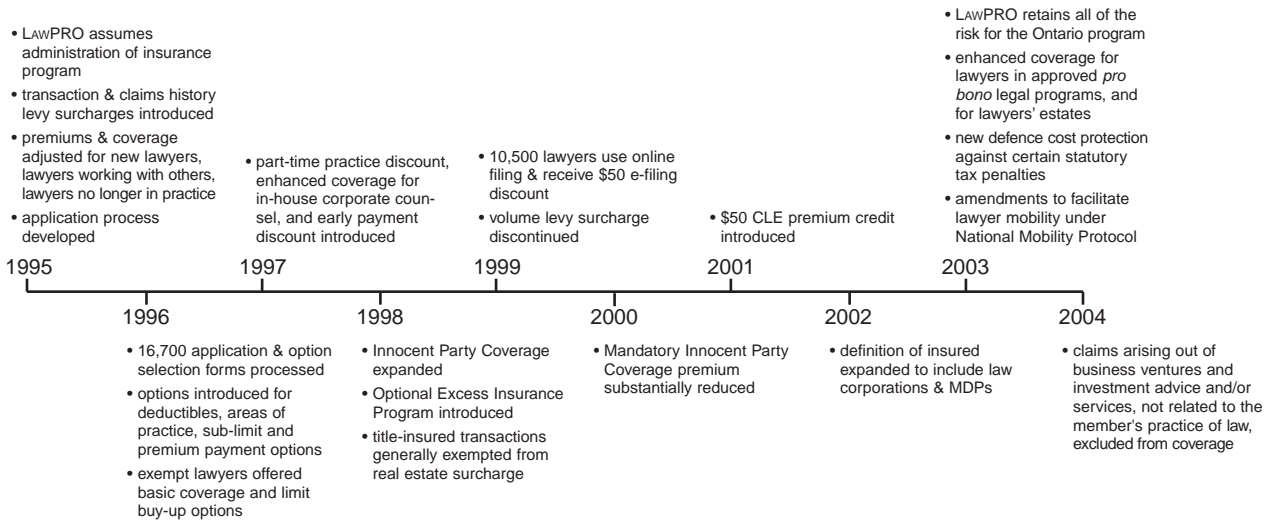 • LAWPRO assumes
administration of insurance
program
• transaction & claims history
levy surcharges introduced
• premiums & coverage
adjusted for new lawyers,
lawyers working with others,
lawyers no longer in practice
• application process
developed
1995
1996
• 16,700 application & option
selection forms processed
• options introduced for
deductibles, areas of
practice, sub-limit and
premium payment options
• exempt lawyers offered
basic coverage and limit
buy-up options
• part-time practice discount,
enhanced coverage for
in-house corporate coun-
sel, and early payment
discount introduced
1997
1998
• Innocent Party Coverage
expanded
• Optional Excess Insurance
Program introduced
• title-insured transactions
generally exempted from
real estate surcharge
• 10,500 lawyers use online
filing & receive $50 e-filing
discount
• volume levy surcharge
discontinued
1999
2000
• Mandatory Innocent Party
Coverage premium
substantially reduced
• $50 CLE premium credit
introduced
2001
2002
• definition of insured
expanded to include law
corporations & MDPs
• LAWPRO retains all of the
risk for the Ontario program
• enhanced coverage for
lawyers in approved pro
bono legal programs, and
for lawyers' estates
• new defence cost protection
against certain statutory
tax penalties
• amendments to facilitate
lawyer mobility under
National Mobility Protocol
2003
2004
• claims arising out of
business ventures and
investment advice and/or
services, not related to the
member's practice of law,
excluded from coverage